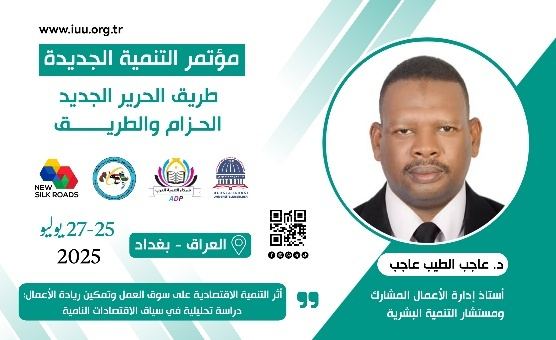 www.iuu.org.tr
مؤتمر التنمية الجديدة
طريق الحرير الجديد
الحزام والطريق
NEW
SILK ROADS
ADP
25-27 يوليو
2025
العراق - بغداد
د. عاجب الطيب عاجب
أستاذ إدارة الأعمال المشارك
ومستشار التنمية البشرية
أثر التنمية الاقتصادية على سوق العمل وتمكين ريادة الأعمال:
دراسة تحليلية في سياق الاقتصادات النامية